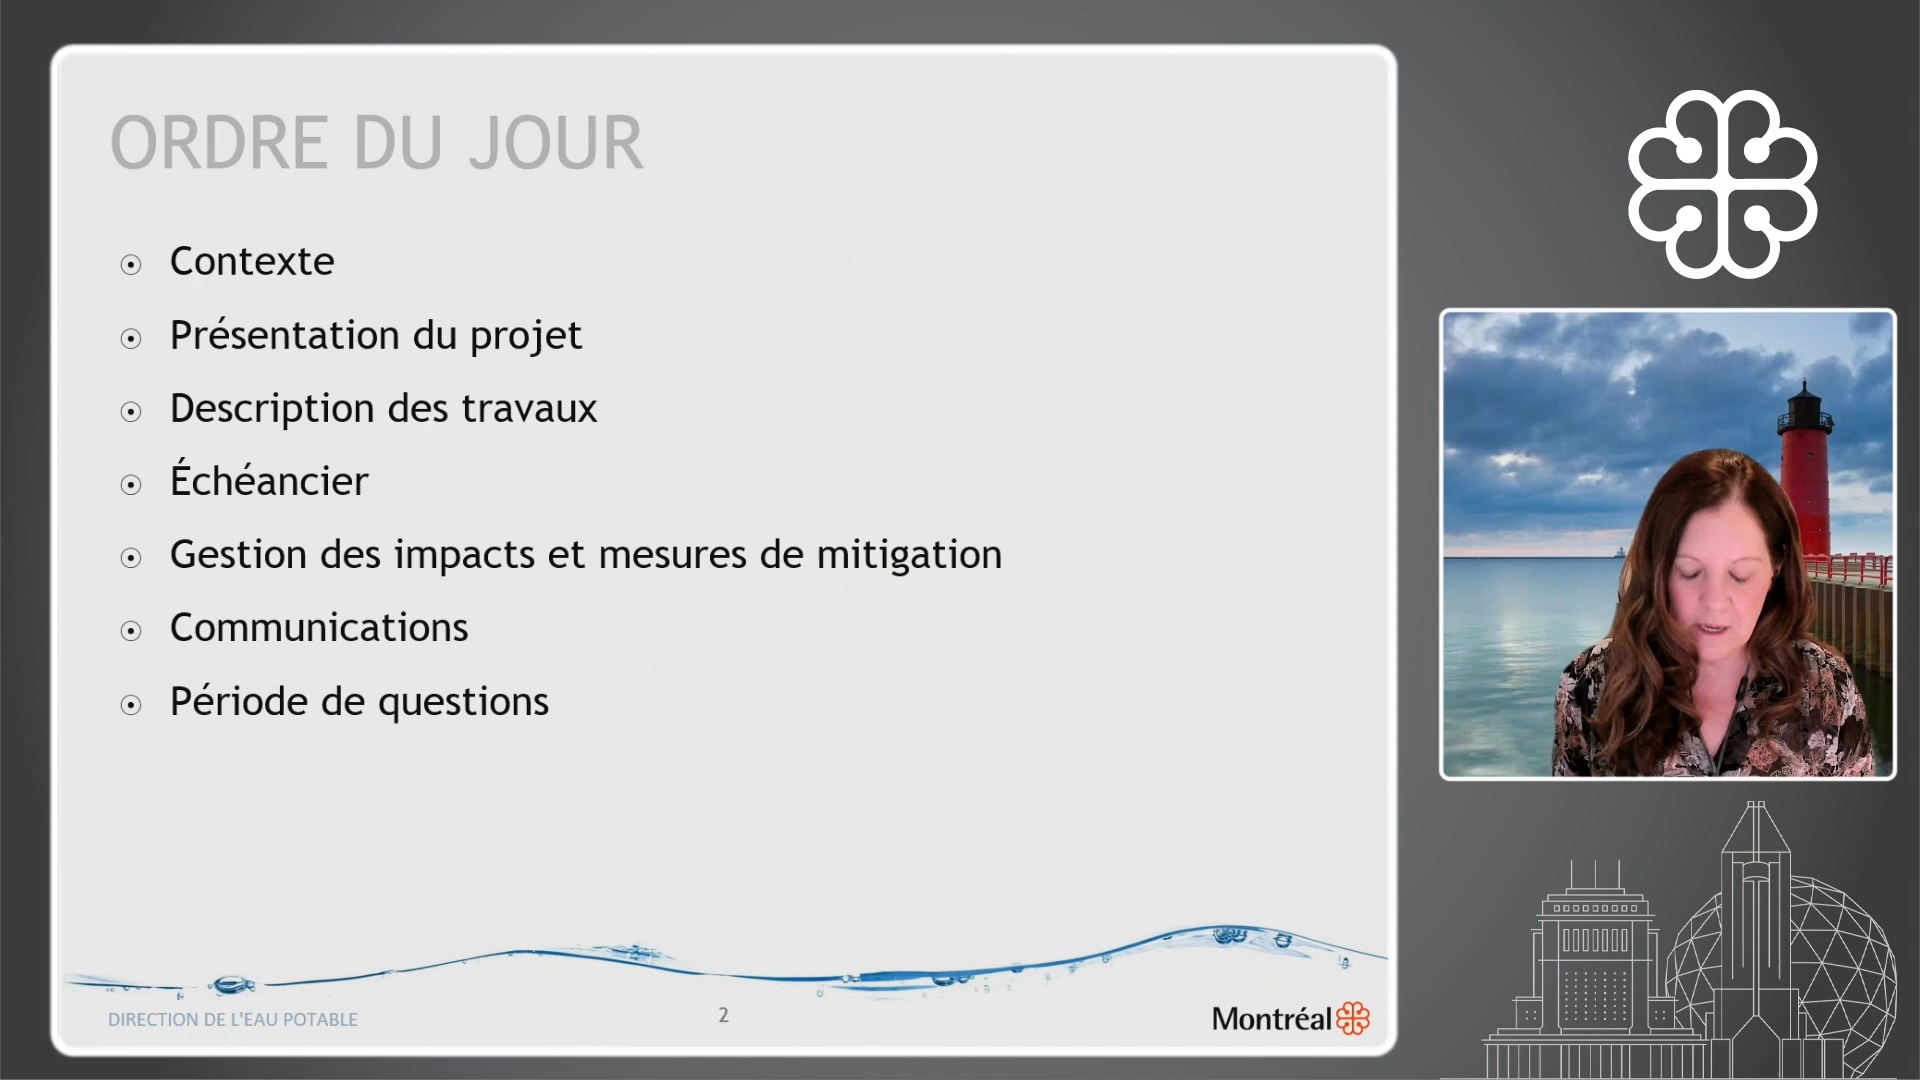 ORDRE DU JOUR
Contexte
Présentation du projet
Description des travaux
Échéancier
Gestion des impacts et mesures de mitigation
Communications
Période de questions
DIRECTION DE L'EAU POTABLE
2
Montréal